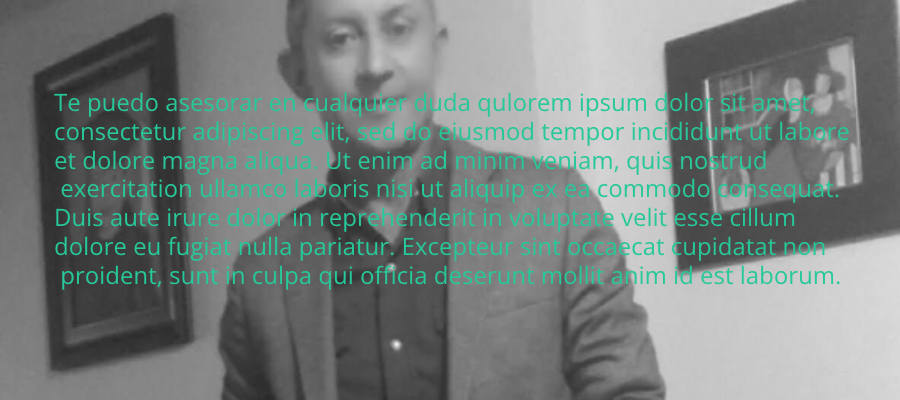 Te puedo asesorar en cualquier duda qulorem ipsum dolor sit amet,
consectetur adipiscing elit, sed do eiusmod tempor incididunt ut labore
et dolore magna aliqua. Ut enim ad minim veniam, quis nostrud
exercitation ullamco laboris nisi ut aliquip ex ea commodo consequat.
Duis aute irure dolor in reprehenderit in voluptate velit esse cillum
dolore eu fugiat nulla pariatur. Excepteur sint occaecat cupidatat non
proident, sunt in culpa qui officia deserunt mollit anim id est laborum.